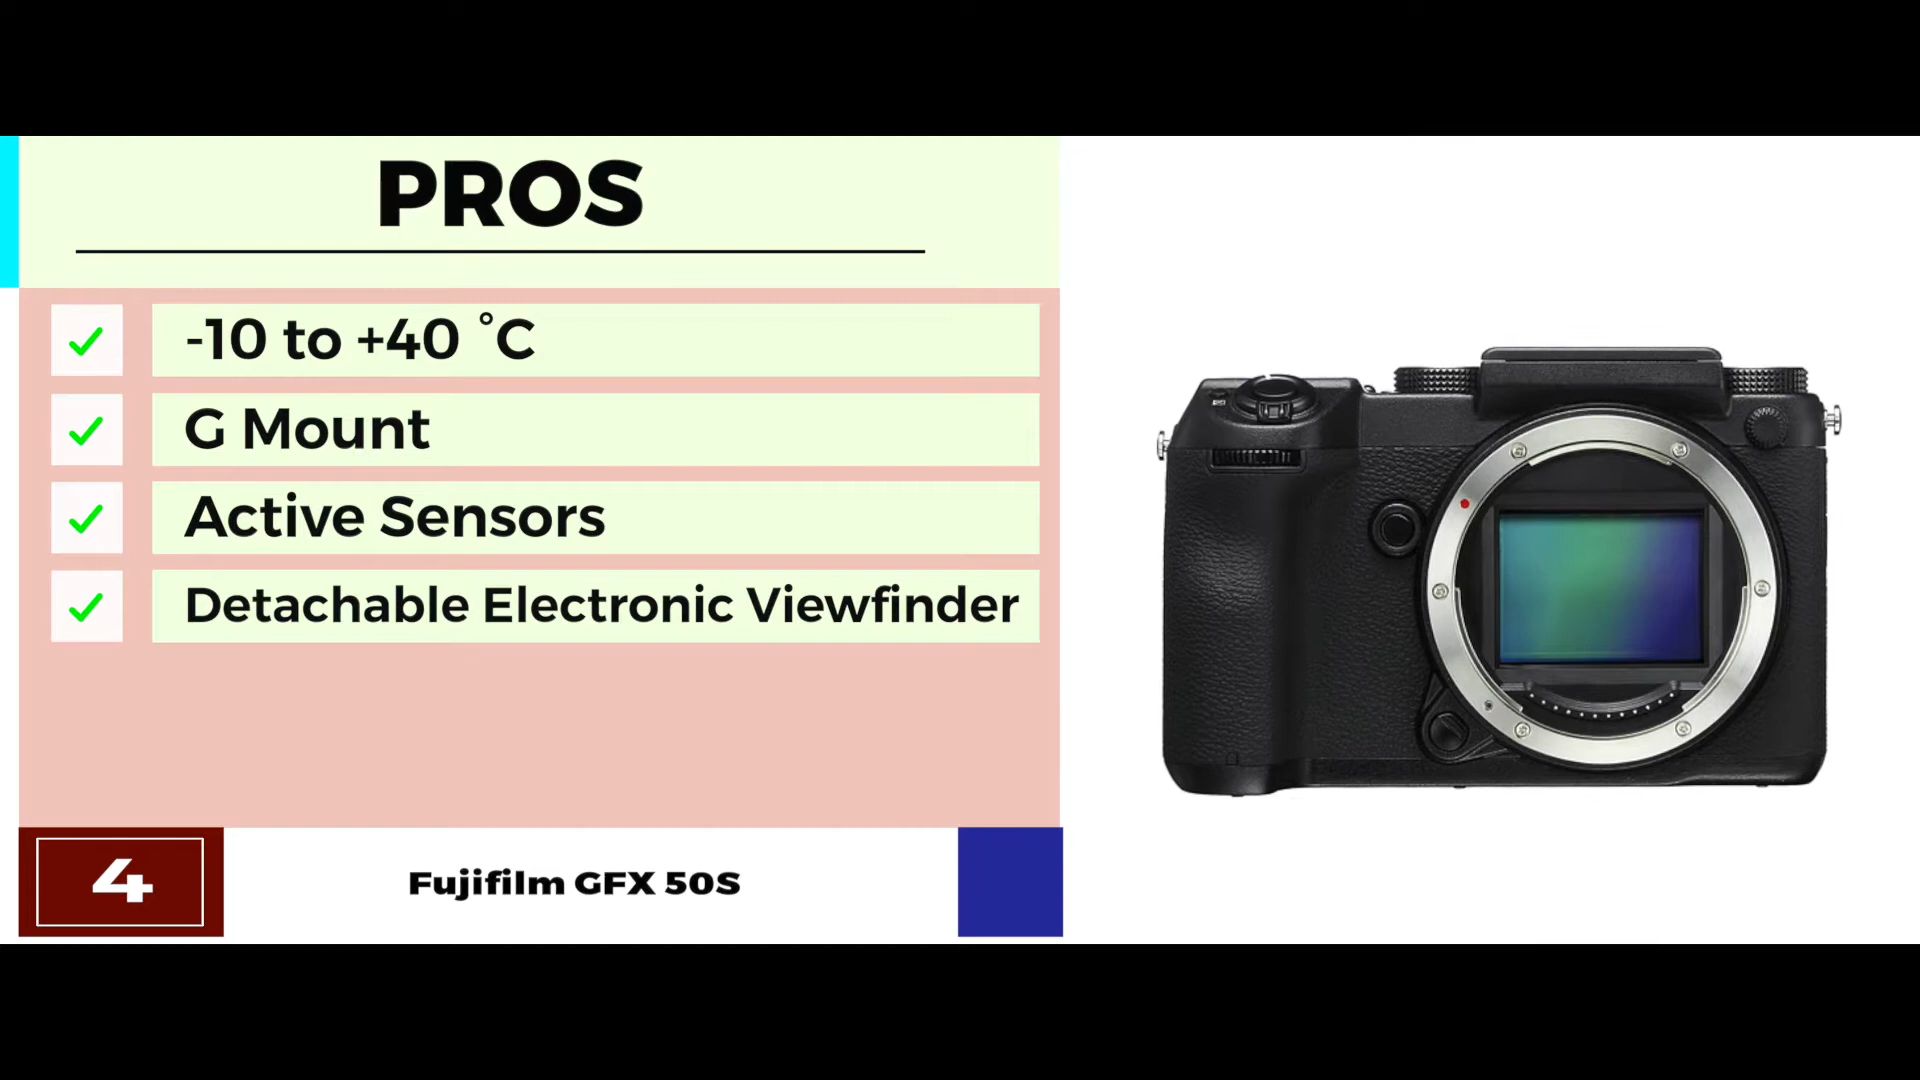 PROS
-10 to +40 ˚C
G Mount
Active Sensors
Detachable Electronic Viewfinder
4
Fujifilm GFX 50S